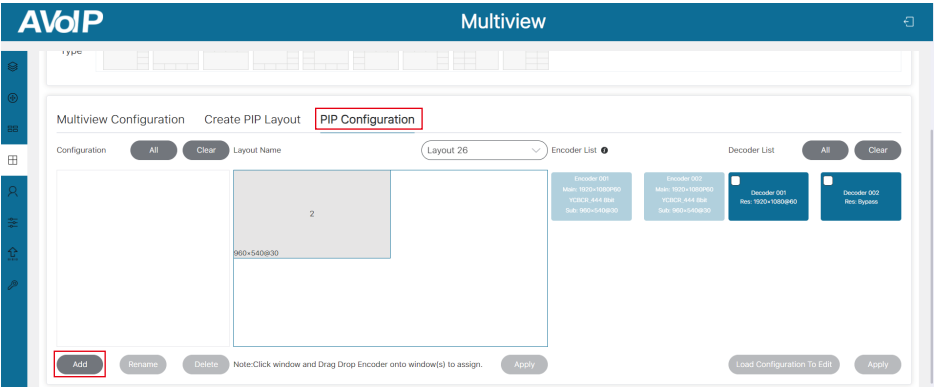 AVoIP
Multiview
Type
Multiview Configuration Create PIP Layout PIP Configuration
Configuration All Clear Layout Name Layout 26 Encoder List Decoder List All Clear
2
960×540@30
Encoder 001
Main: 1920×1080P60
YCBCR_444 8bit
Sub: 960×540@30
Encoder 002
Main: 1920×1080P60
YCBCR_444 8bit
Sub: 960×540@30
Decoder 001
Res: 1920×1080@60
Decoder 002
Res: Bypass
Add Rename Delete Note:Click window and Drag Drop Encoder onto window(s) to assign. Apply Load Configuration To Edit Apply